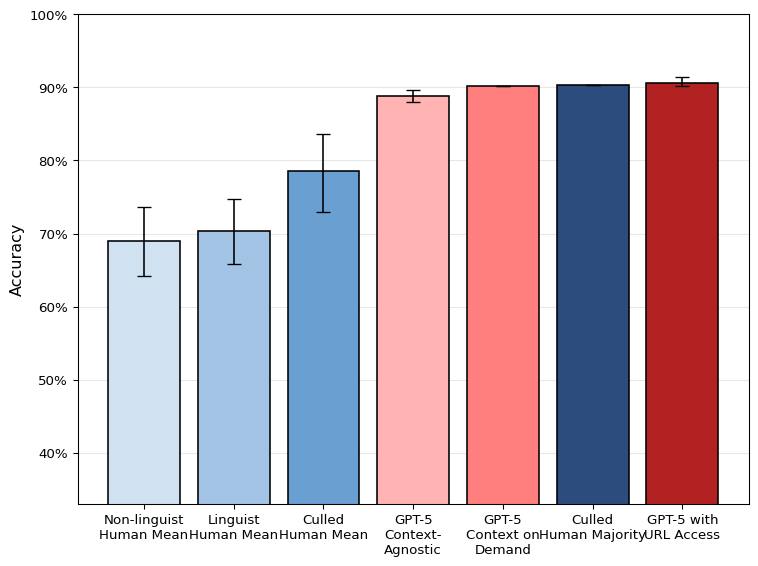 100%
90%
80%
70%
60%
50%
40%
Accuracy
Non-linguist
Human Mean
Linguist
Human Mean
Culled
Human Mean
GPT-5
Context-
Agnostic
GPT-5
Context on
Demand
Culled
Human Majority
GPT-5 with
URL Access